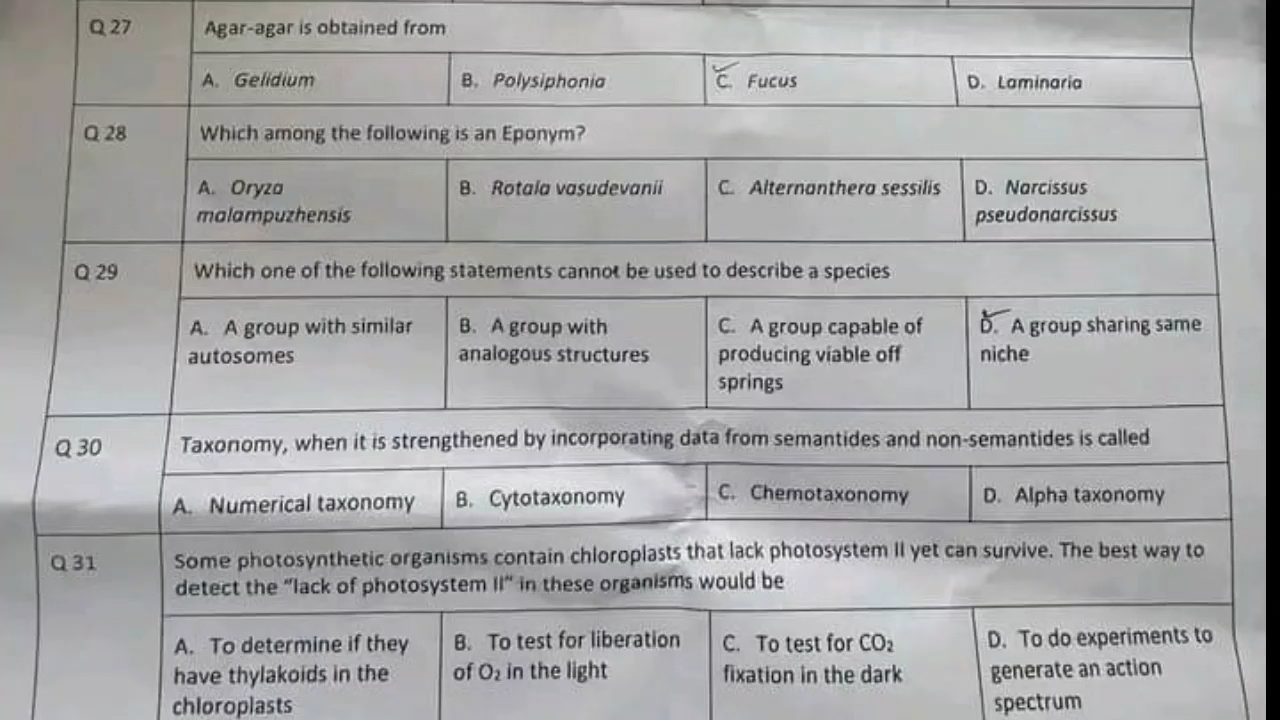 Q 27 Agar-agar is obtained from
A. Gelidium B. Polysiphonia C. Fucus D. Laminaria
Q 28 Which among the following is an Eponym?
A. Oryza malampuzhensis B. Rotala vasudevanii C. Alternanthera sessilis D. Narcissus pseudonarcissus
Q 29 Which one of the following statements cannot be used to describe a species
A. A group with similar autosomes B. A group with analogous structures C. A group capable of producing viable off springs D. A group sharing same niche
Q 30 Taxonomy, when it is strengthened by incorporating data from semantides and non-semantides is called
A. Numerical taxonomy B. Cytotaxonomy C. Chemotaxonomy D. Alpha taxonomy
Q 31 Some photosynthetic organisms contain chloroplasts that lack photosystem II yet can survive. The best way to
detect the "lack of photosystem II" in these organisms would be
A. To determine if they have thylakoids in the chloroplasts B. To test for liberation of O₂ in the light C. To test for CO₂ fixation in the dark D. To do experiments to generate an action spectrum